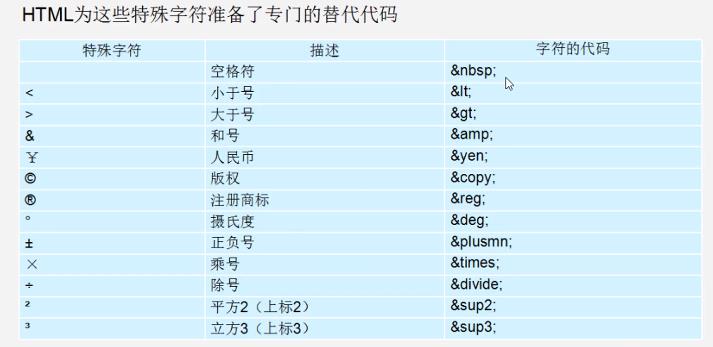 HTML为这些特殊字符准备了专门的替代代码
特殊字符 描述 字符的代码
空格符 &nbsp;
< 小于号 &lt;
> 大于号 &gt;
& 和号 &amp;
¥ 人民币 &yen;
© 版权 &copy;
® 注册商标 &reg;
° 摄氏度 &deg;
± 正负号 &plusmn;
× 乘号 &times;
÷ 除号 &divide;
² 平方2（上标2） &sup2;
³ 立方3（上标3） &sup3;